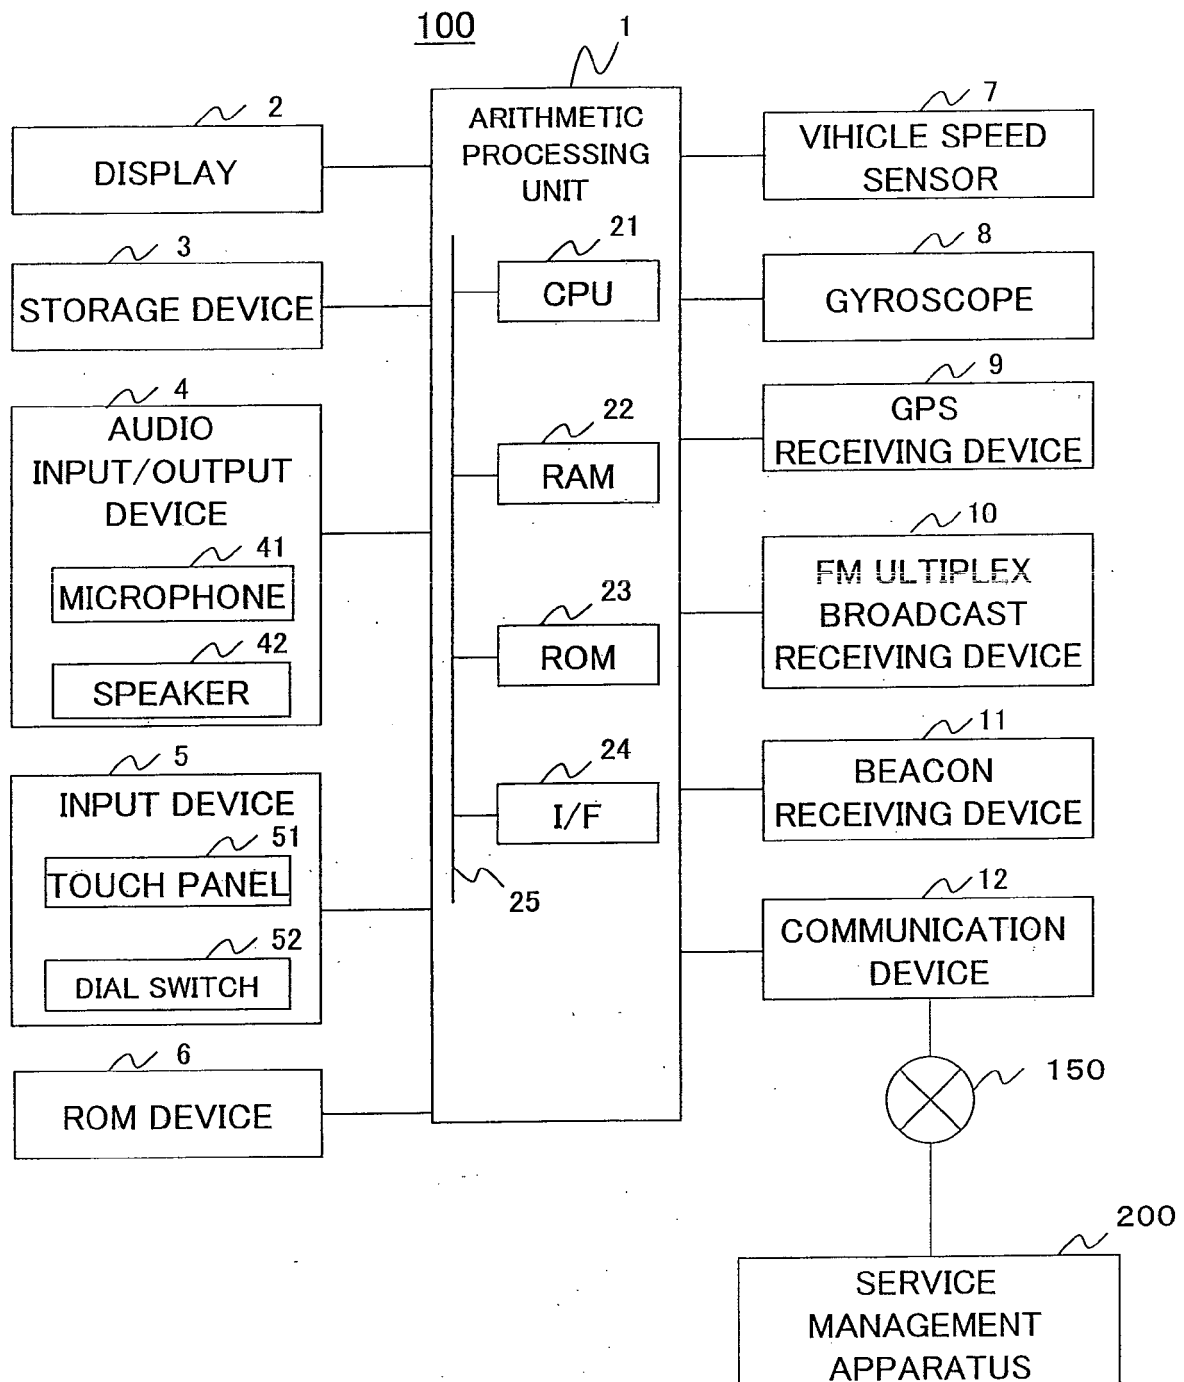 100
1
ARITHMETIC
PROCESSING
UNIT
2
DISPLAY
3
STORAGE DEVICE
4
AUDIO
INPUT/OUTPUT
DEVICE
41
MICROPHONE
42
SPEAKER
5
INPUT DEVICE
51
TOUCH PANEL
52
DIAL SWITCH
6
ROM DEVICE
21
CPU
22
RAM
23
ROM
24
I/F
25
7
VIHICLE SPEED
SENSOR
8
GYROSCOPE
9
GPS
RECEIVING DEVICE
10
FM ULTIPLEX
BROADCAST
RECEIVING DEVICE
11
BEACON
RECEIVING DEVICE
12
COMMUNICATION
DEVICE
150
200
SERVICE
MANAGEMENT
APPARATUS